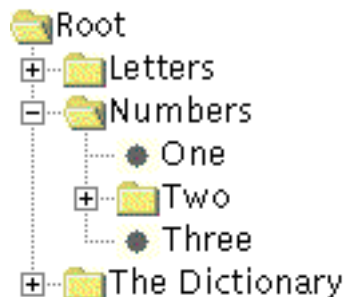 Root
Letters
Numbers
One
Two
Three
The Dictionary